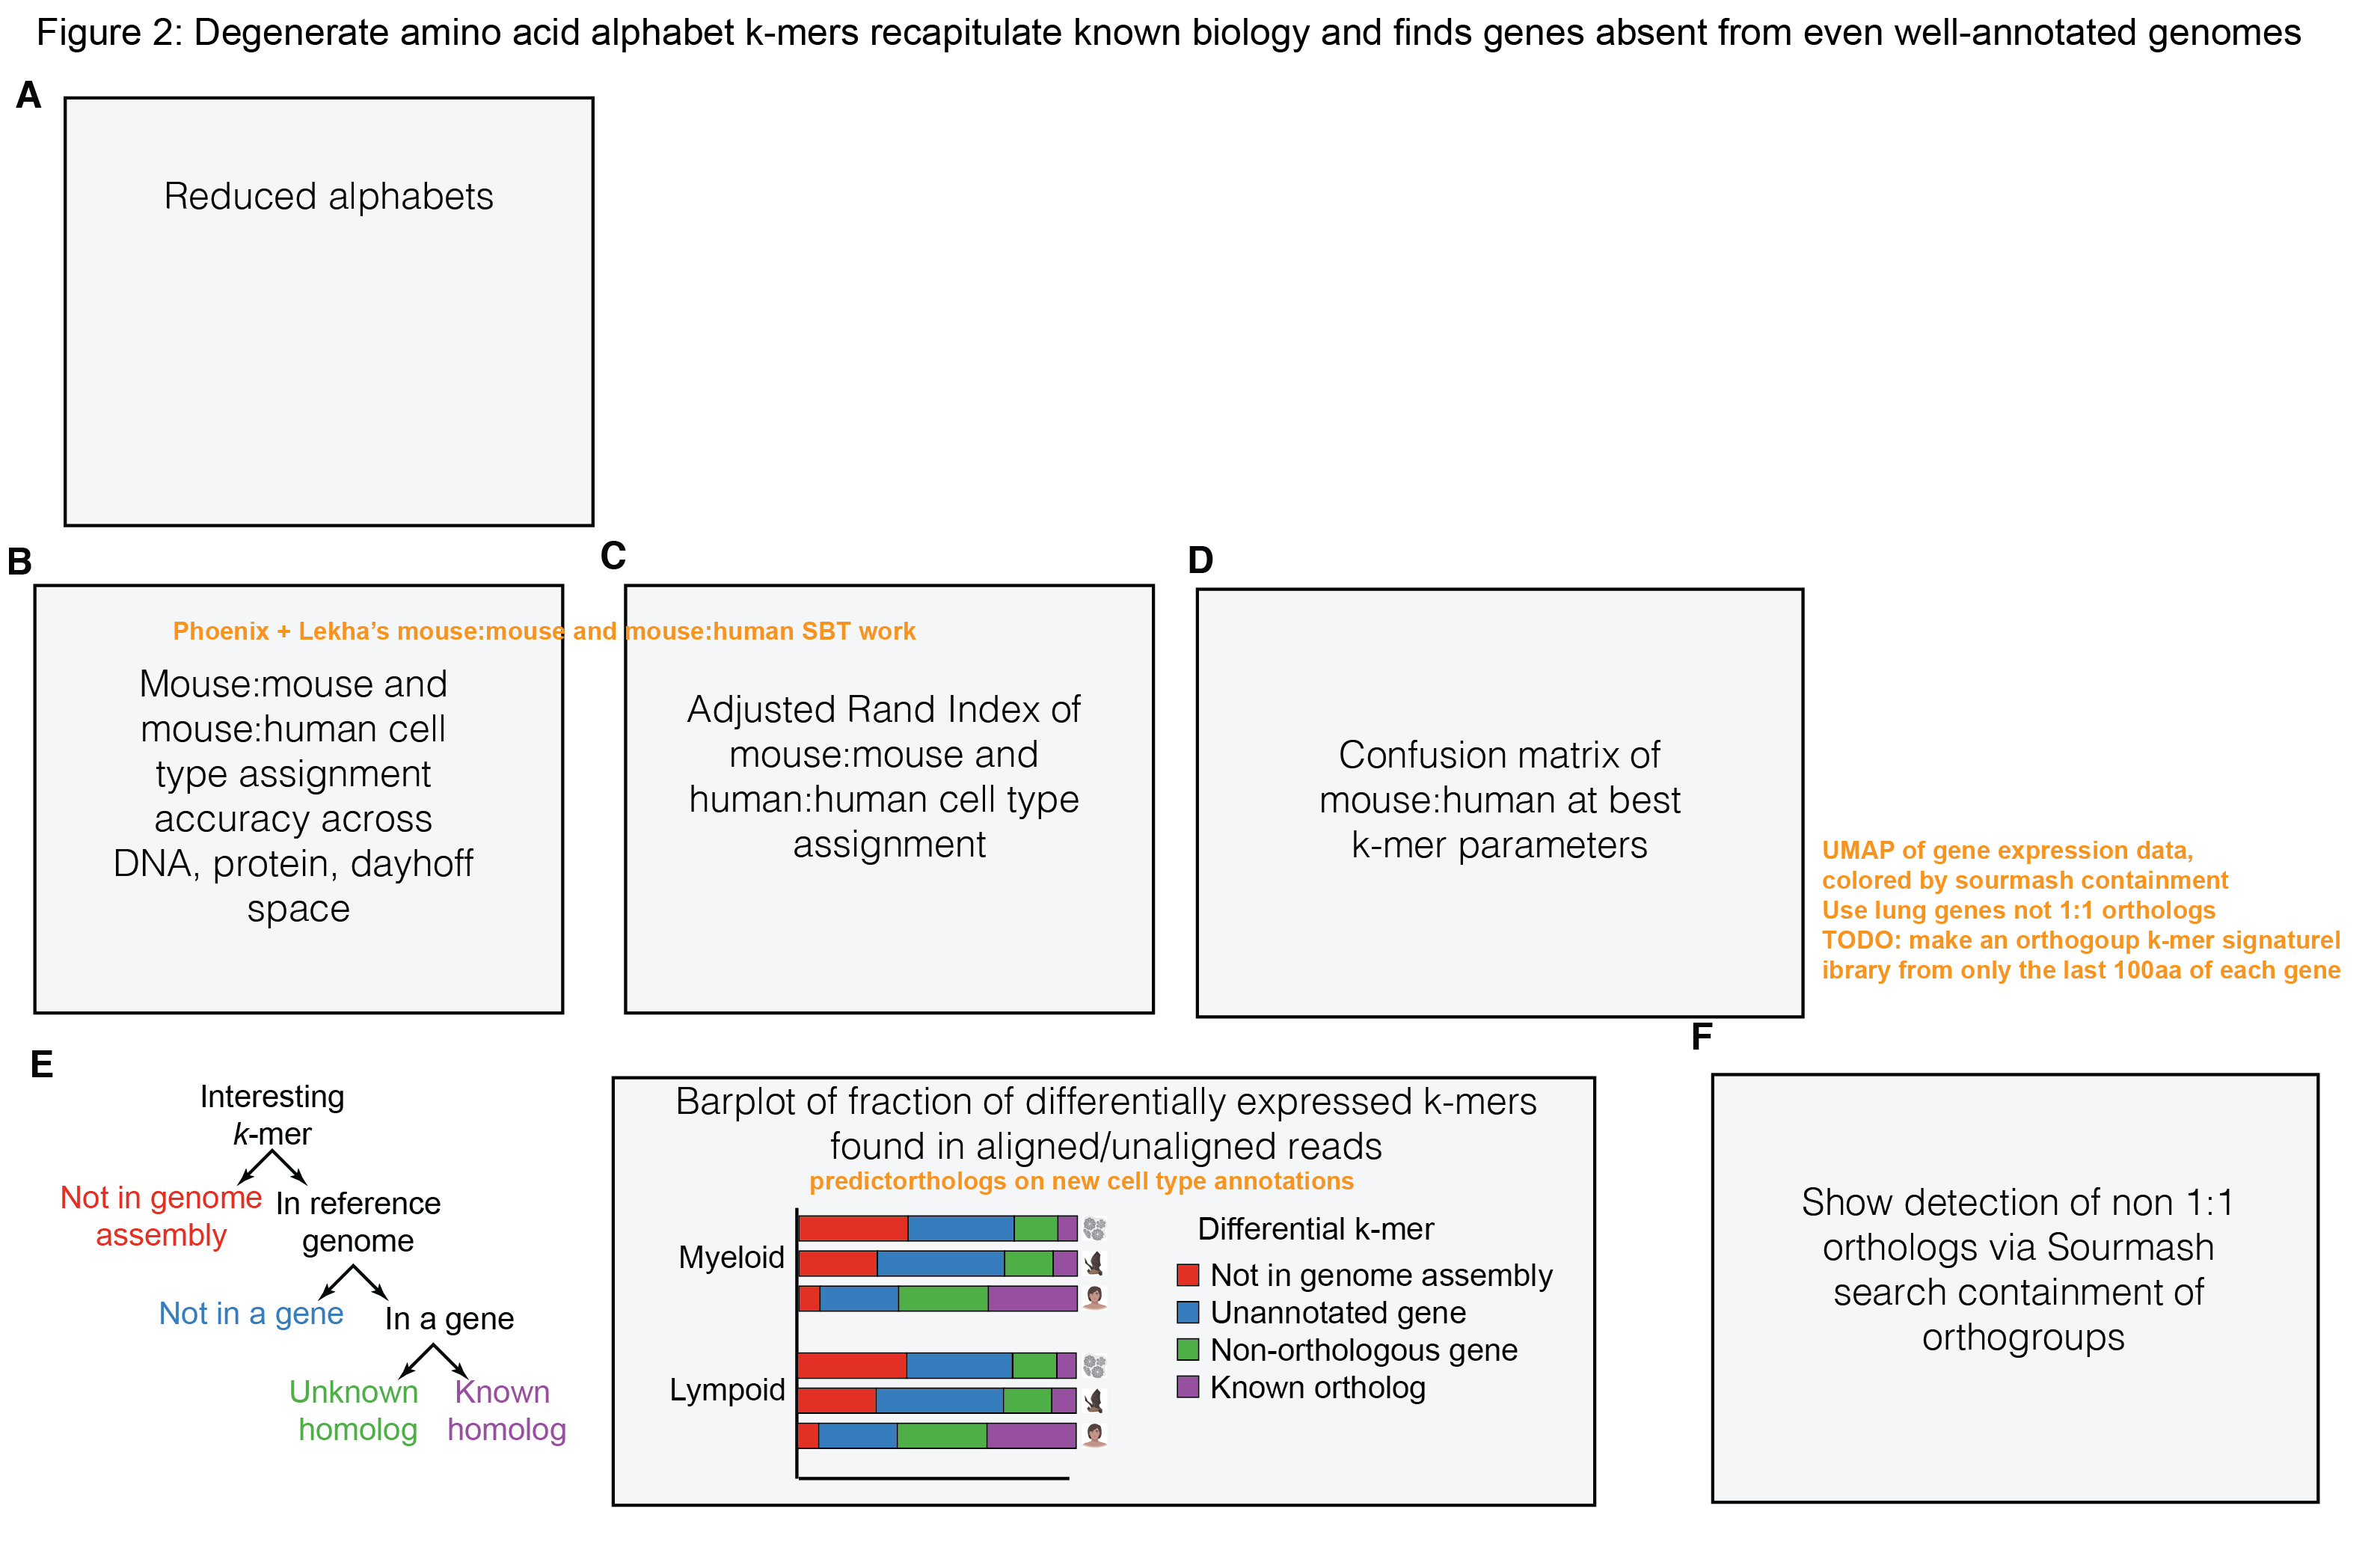 Figure 2: Degenerate amino acid alphabet k-mers recapitulate known biology and finds genes absent from even well-annotated genomes
A
Reduced alphabets
B
C
D
Phoenix + Lekha’s mouse:mouse and mouse:human SBT work
Mouse:mouse and
mouse:human cell
type assignment
accuracy across
DNA, protein, dayhoff
space
Adjusted Rand Index of
mouse:mouse and
human:human cell type
assignment
Confusion matrix of
mouse:human at best
k-mer parameters
UMAP of gene expression data,
colored by sourmash containment
Use lung genes not 1:1 orthologs
TODO: make an orthogoup k-mer signaturel
ibrary from only the last 100aa of each gene
E
Interesting
k-mer
Not in genome
assembly
In reference
genome
Not in a gene
In a gene
Unknown
homolog
Known
homolog
Barplot of fraction of differentially expressed k-mers
found in aligned/unaligned reads
predictorthologs on new cell type annotations
Myeloid
Lympoid
Differential k-mer
Not in genome assembly
Unannotated gene
Non-orthologous gene
Known ortholog
F
Show detection of non 1:1
orthologs via Sourmash
search containment of
orthogroups